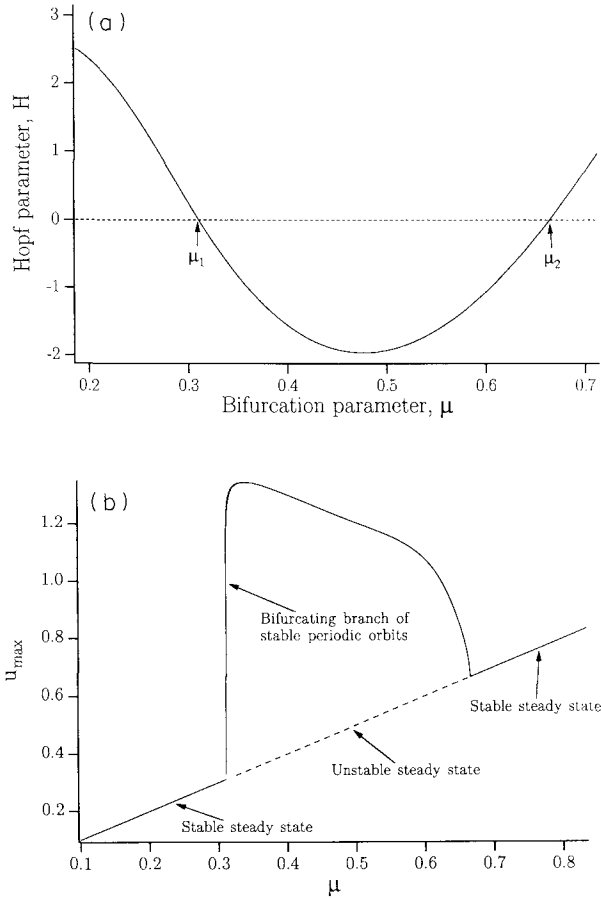 (a)
Hopf parameter, H
3
2
1
0
-1
-2
μ1
μ2
0.2 0.3 0.4 0.5 0.6 0.7
Bifurcation parameter, μ
(b)
u max
1.2
1.0
0.8
0.6
0.4
0.2
Bifurcating branch of
stable periodic orbits
Stable steady state
Unstable steady state
Stable steady state
0.1 0.2 0.3 0.4 0.5 0.6 0.7 0.8
μ